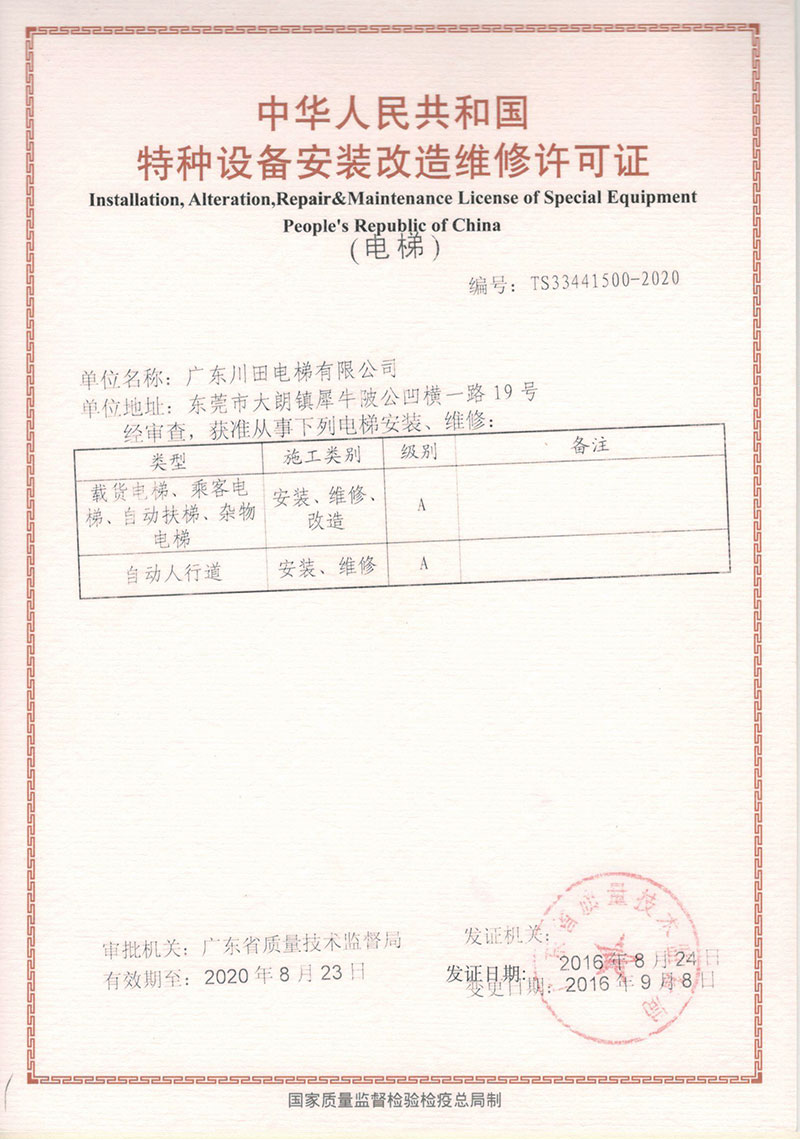 中华人民共和国
特种设备安装改造维修许可证
Installation, Alteration,Repair&Maintenance License of Special Equipment
People's Republic of China
(电梯)
编号：TS33441500-2020
单位名称：广东川田电梯有限公司
单位地址：东莞市大朗镇犀牛陂公凹横一路19号
经审查，获准从事下列电梯安装、维修：
类型 施工类别 级别 备注
载货电梯、乘客电
梯、自动扶梯、杂物
电梯
安装、维修、
改造
A
自动人行道 安装、维修 A
审批机关：广东省质量技术监督局
有效期至：2020年8月23日
发证机关：
发证日期：2016年8月24日
变更日期：2016年9月8日
省质量技术
局
国家质量监督检验检疫总局制